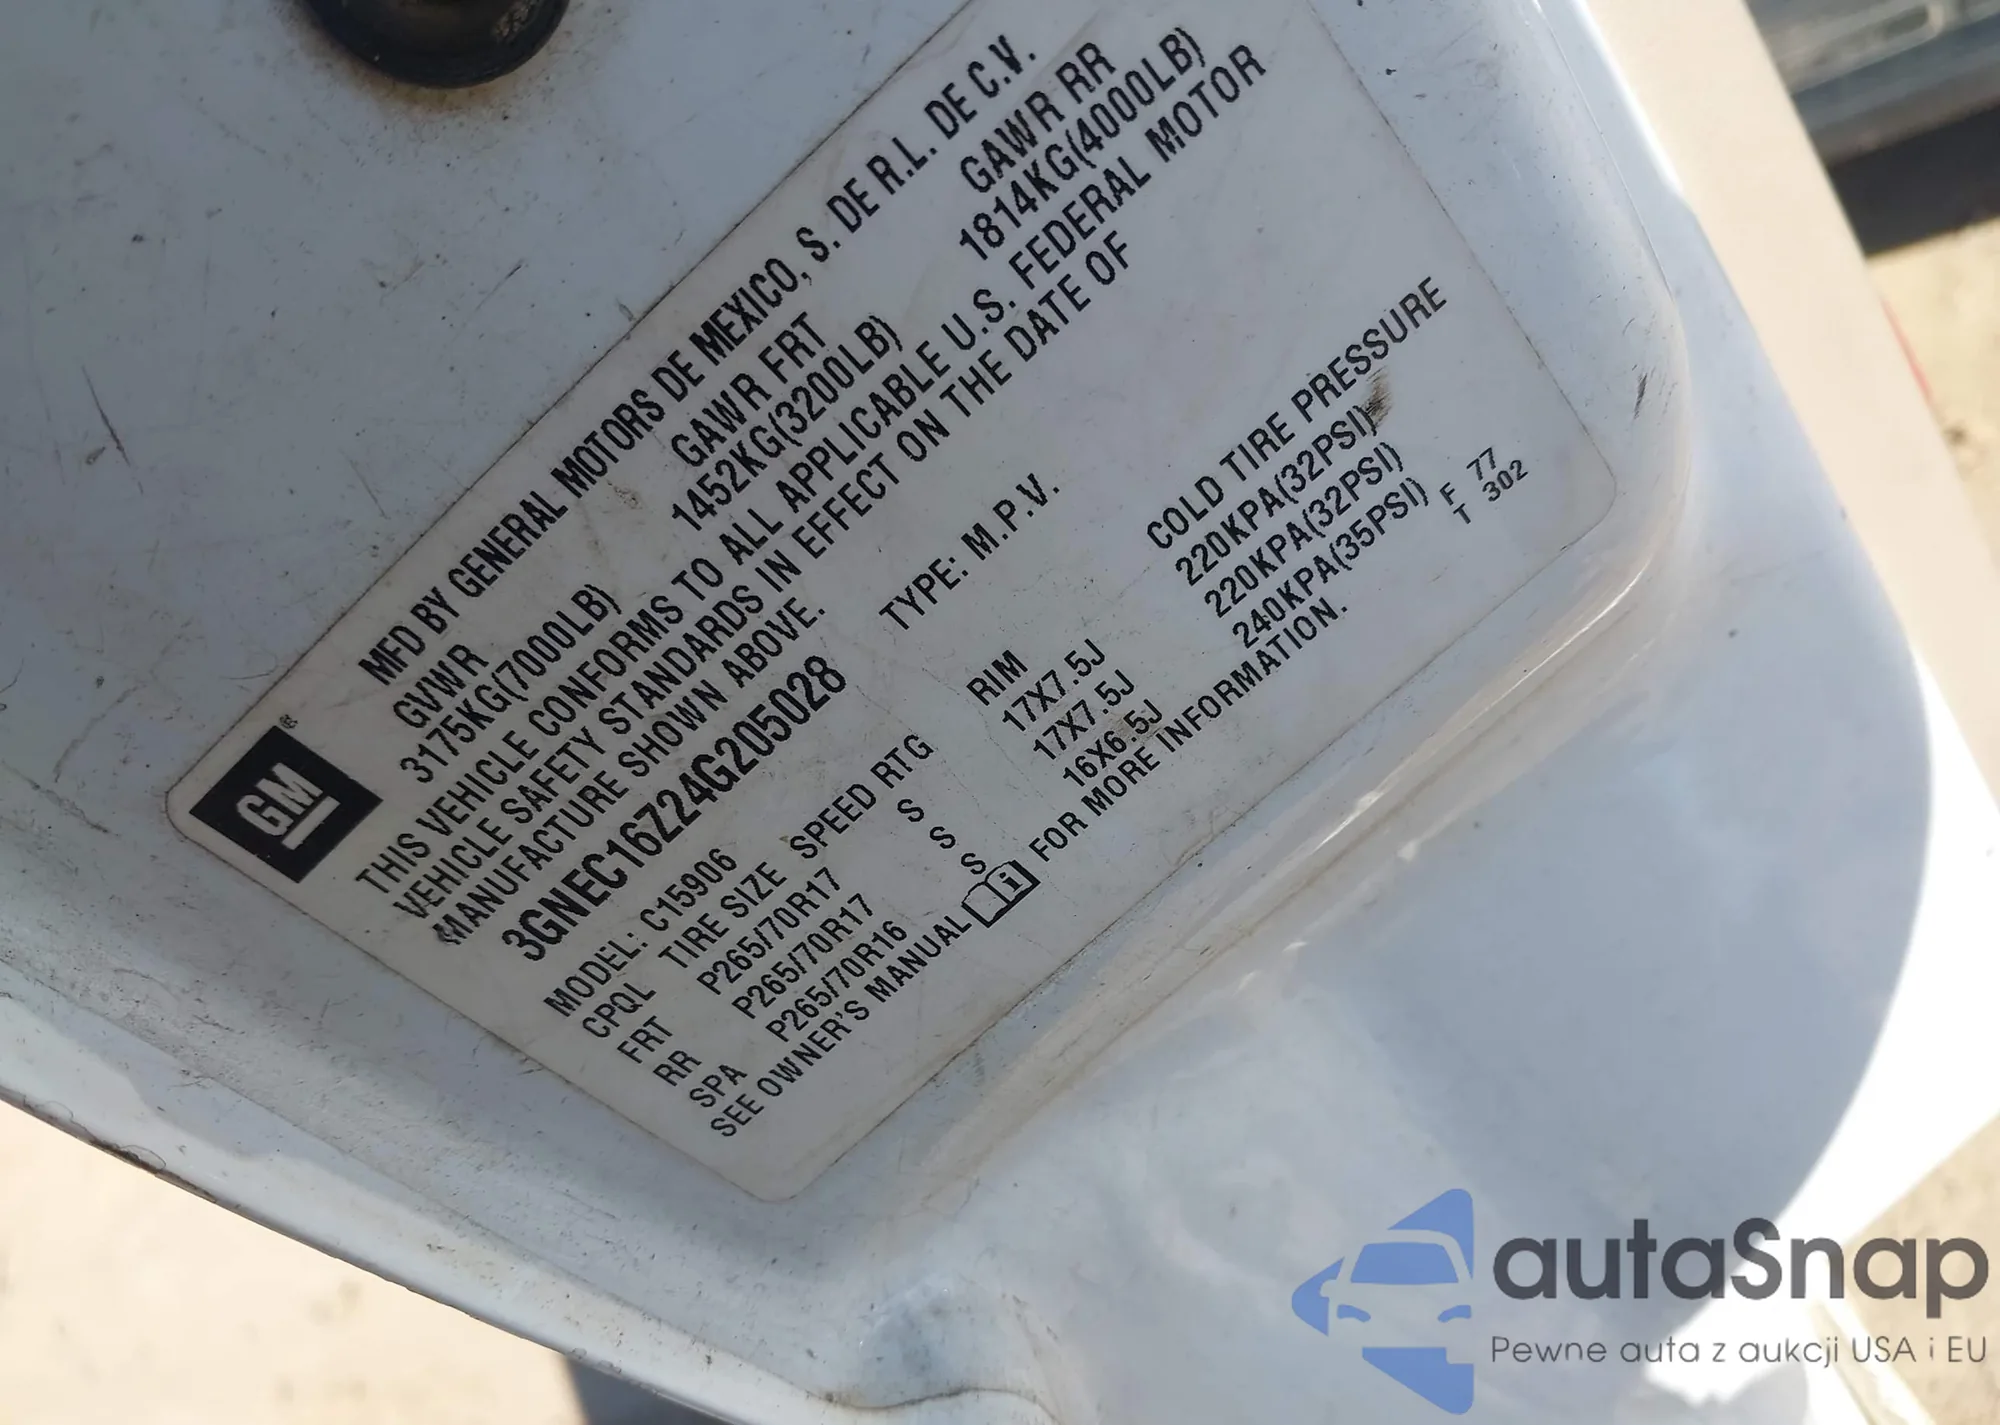 MFD BY GENERAL MOTORS DE MEXICO, S. DE R.L. DE C.V.
GVWR GAWR FRT GAWR RR
3175KG(7000LB) 1452KG(3200LB) 1814KG(4000LB)
THIS VEHICLE CONFORMS TO ALL APPLICABLE U.S. FEDERAL MOTOR
VEHICLE SAFETY STANDARDS IN EFFECT ON THE DATE OF
MANUFACTURE SHOWN ABOVE.
3GNEC16Z24G205028 TYPE: M.P.V.
MODEL: C15906
CPQL TIRE SIZE SPEED RTG RIM COLD TIRE PRESSURE
FRT P265/70R17 S 17X7.5J 220KPA(32PSI)
RR P265/70R17 S 17X7.5J 220KPA(32PSI)
SPA P265/70R16 S 16X6.5J 240KPA(35PSI)
SEE OWNER'S MANUAL i FOR MORE INFORMATION.
F 77
T 302
GM®
autaSnap
Pewne auta z aukcji USA i EU